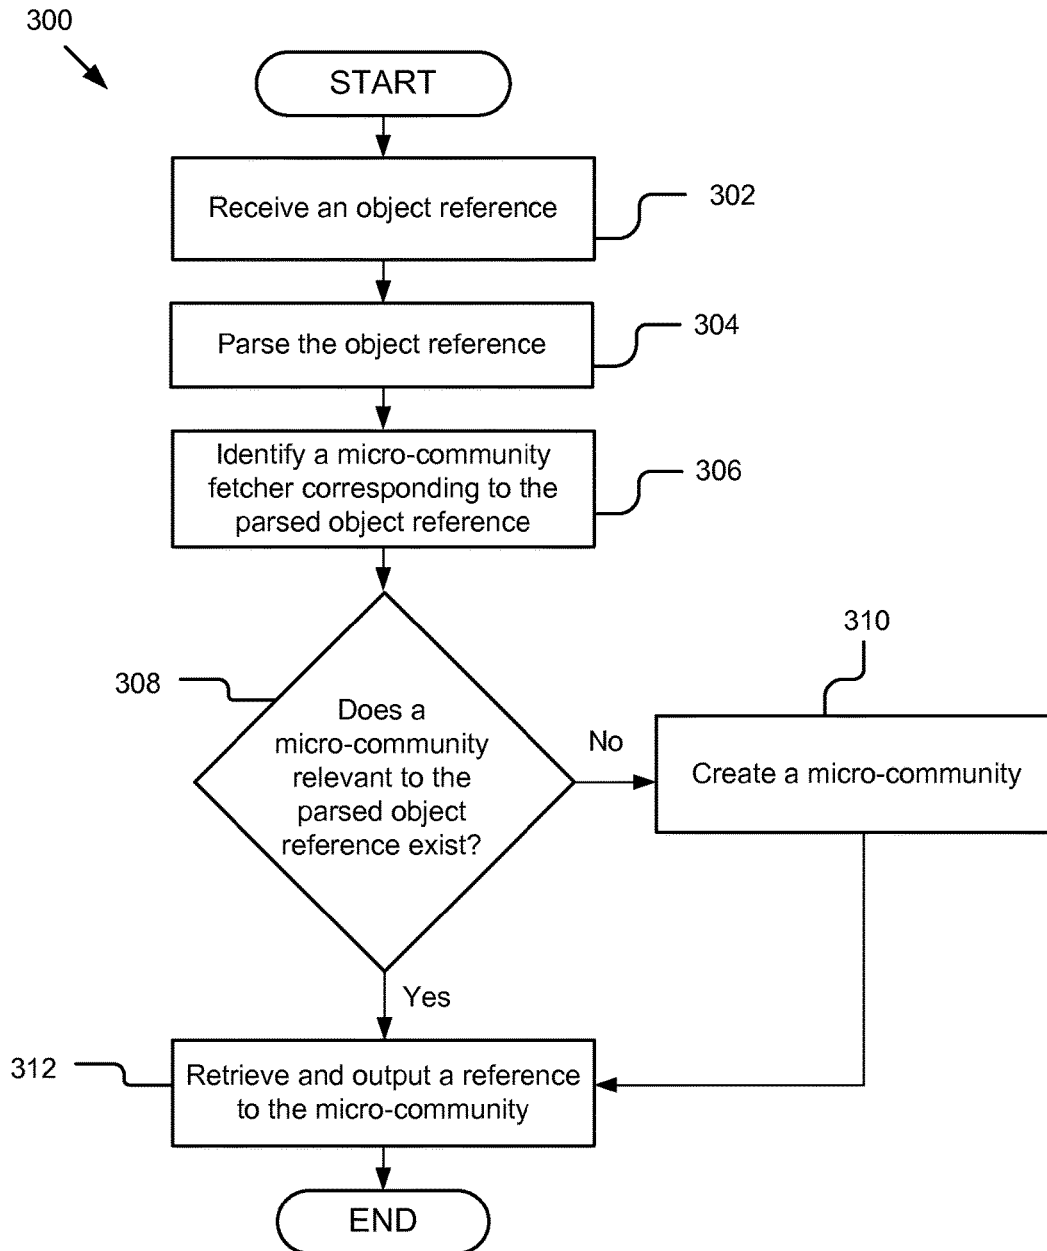 300
START
Receive an object reference
302
Parse the object reference
304
Identify a micro-community
fetcher corresponding to the
parsed object reference
306
308
Does a
micro-community
relevant to the
parsed object
reference exist?
No
310
Create a micro-community
Yes
312
Retrieve and output a reference
to the micro-community
END